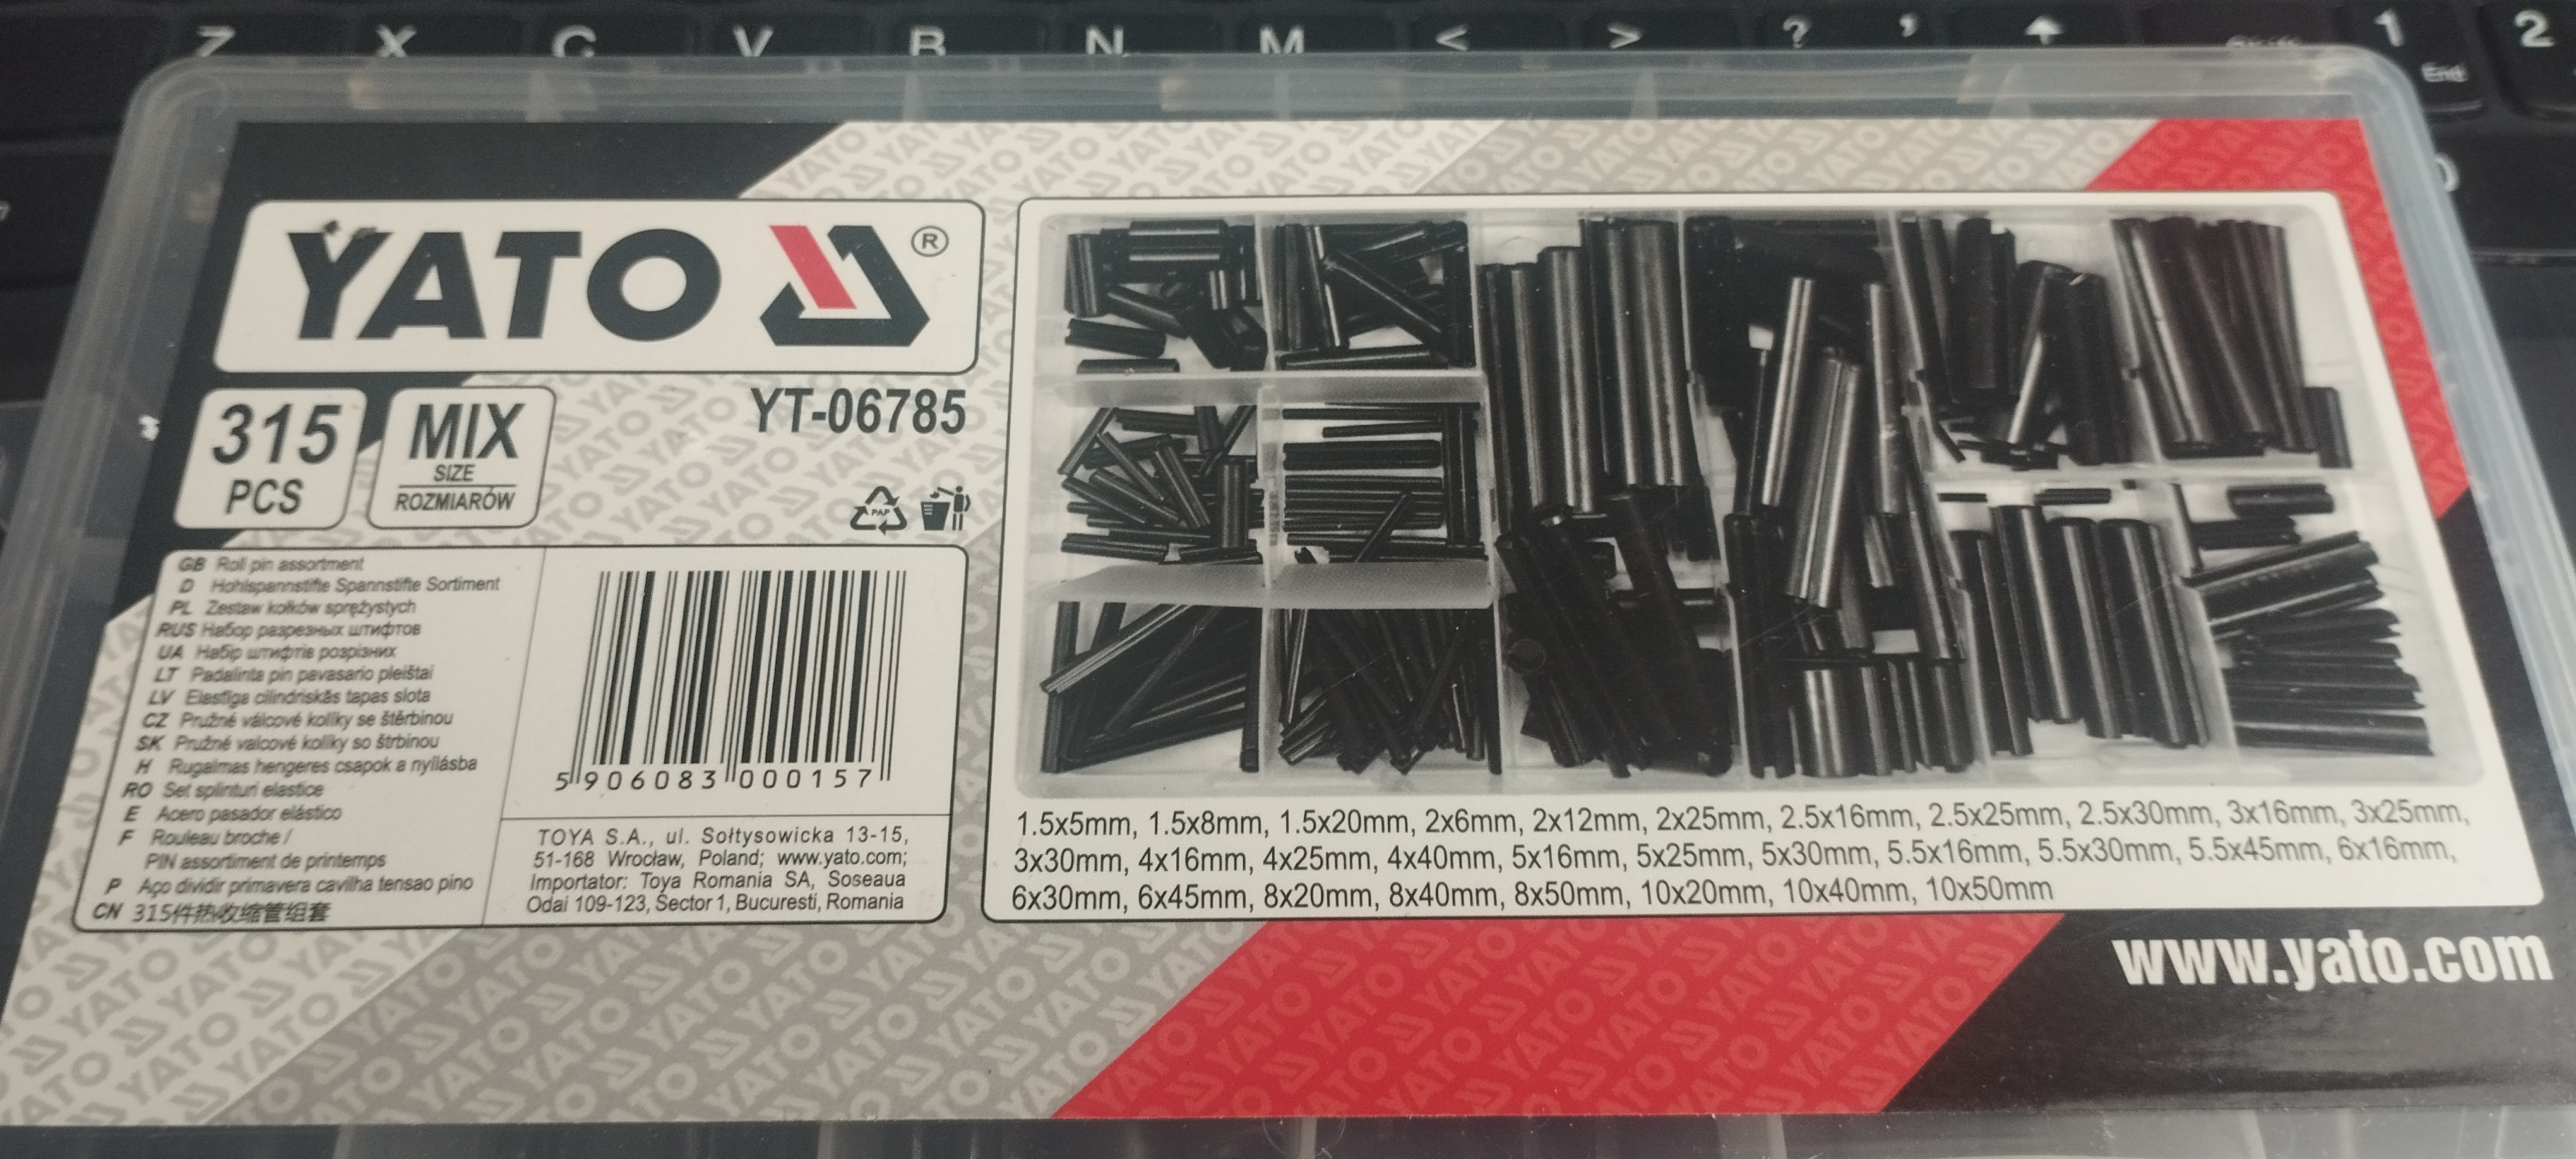 Z X C V B N M < > ? ' 1 2
End
YATO ®
315 PCS
MIX SIZE ROZMIARÓW
YT-06785
PAP
GB Roll pin assortment
D Hohlspannstifte Spannstifte Sortiment
PL Zestaw kołków sprężystych
RUS Набор разрезных штифтов
UA Набір штифтів розрізних
LT Padalinta pin pavasario pleištai
LV Elastīga cilindriskās tapas slota
CZ Pružné válcové kolíky se štěrbinou
SK Pružné valcové kolíky so štrbinou
H Rugalmas hengeres csapok a nyílásba
RO Set splinturi elastice
E Acero pasador elástico
F Rouleau broche /
PIN assortiment de printemps
P Aço dividir primavera cavilha tensao pino
CN 315件热收缩管组套
5 906083 000157
TOYA S.A., ul. Sołtysowicka 13-15,
51-168 Wrocław, Poland; www.yato.com;
Importator: Toya Romania SA, Soseaua
Odai 109-123, Sector 1, Bucuresti, Romania
1.5x5mm, 1.5x8mm, 1.5x20mm, 2x6mm, 2x12mm, 2x25mm, 2.5x16mm, 2.5x25mm, 2.5x30mm, 3x16mm, 3x25mm,
3x30mm, 4x16mm, 4x25mm, 4x40mm, 5x16mm, 5x25mm, 5x30mm, 5.5x16mm, 5.5x30mm, 5.5x45mm, 6x16mm,
6x30mm, 6x45mm, 8x20mm, 8x40mm, 8x50mm, 10x20mm, 10x40mm, 10x50mm
www.yato.com